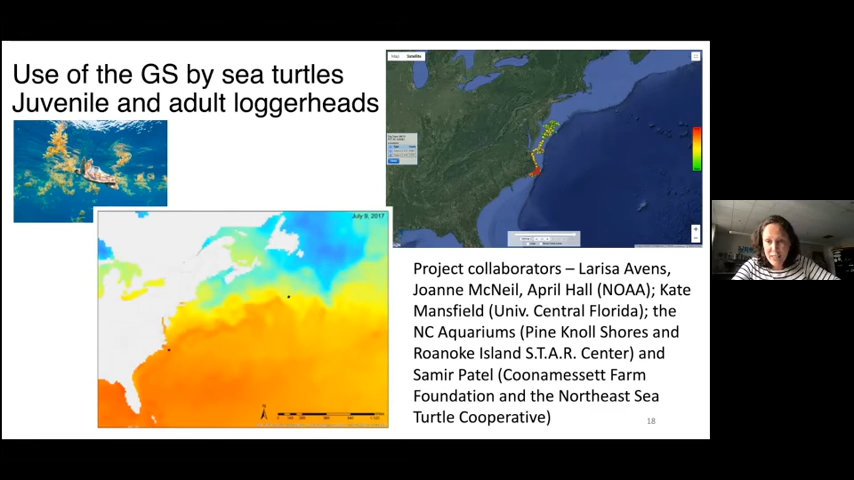 Use of the GS by sea turtles
Juvenile and adult loggerheads
Map Satellite
July 9, 2017
Project collaborators – Larisa Avens,
Joanne McNeil, April Hall (NOAA); Kate
Mansfield (Univ. Central Florida); the
NC Aquariums (Pine Knoll Shores and
Roanoke Island S.T.A.R. Center) and
Samir Patel (Coonamessett Farm
Foundation and the Northeast Sea
Turtle Cooperative)
18